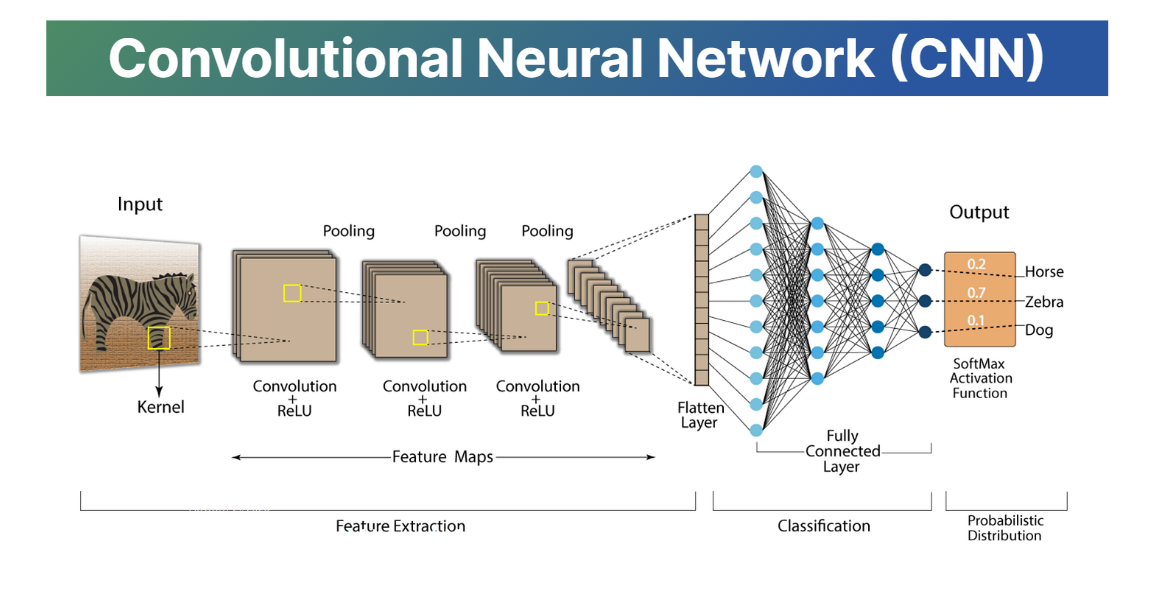 Convolutional Neural Network (CNN)
Input
Kernel
Pooling
Pooling
Pooling
Convolution
+
ReLU
Convolution
+
ReLU
Convolution
+
ReLU
Feature Maps
Flatten
Layer
Fully
Connected
Layer
Output
0.2
Horse
0.7
Zebra
0.1
Dog
SoftMax
Activation
Function
Feature Extraction
Classification
Probabilistic
Distribution